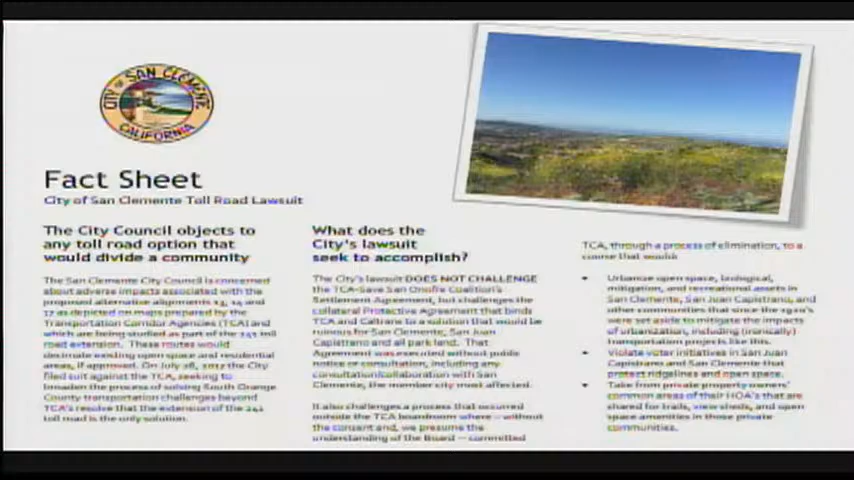 CITY OF SAN CLEMENTE
CALIFORNIA
Fact Sheet
City of San Clemente Toll Road Lawsuit
The City Council objects to
any toll road option that
would divide a community
The San Clemente City Council is concerned
about adverse impacts associated with the
proposed alternative alignments 13, 14 and
17 as depicted on maps prepared by the
Transportation Corridor Agencies (TCA) and
which are being studied as part of the 241 toll
road extension. These routes would
decimate existing open space and residential
areas, if approved. On July 28, 2017 the City
filed suit against the TCA, seeking to
broaden the process of solving South Orange
County transportation challenges beyond
TCA's resolve that the extension of the 241
toll road is the only solution.
What does the
City's lawsuit
seek to accomplish?
The City's lawsuit DOES NOT CHALLENGE
the TCA-Save San Onofre Coalition's
Settlement Agreement, but challenges the
collateral Protective Agreement that binds
TCA and Caltrans to a solution that would be
ruinous for San Clemente, San Juan
Capistrano and all park land. That
Agreement was executed without public
notice or consultation, including any
consultation/collaboration with San
Clemente, the member city most affected.
It also challenges a process that occurred
outside the TCA boardroom where – without
the consent and, we presume the
understanding of the Board – committed
TCA, through a process of elimination, to a
course that would:
• Urbanize open space, biological,
mitigation, and recreational assets in
San Clemente, San Juan Capistrano, and
other communities that since the 1990's
were set aside to mitigate the impacts
of urbanization, including (ironically)
transportation projects like this.
• Violate voter initiatives in San Juan
Capistrano and San Clemente that
protect ridgelines and open space.
• Take from private property owners'
common areas of their HOA's that are
shared for trails, view sheds, and open
space amenities in those private
communities.